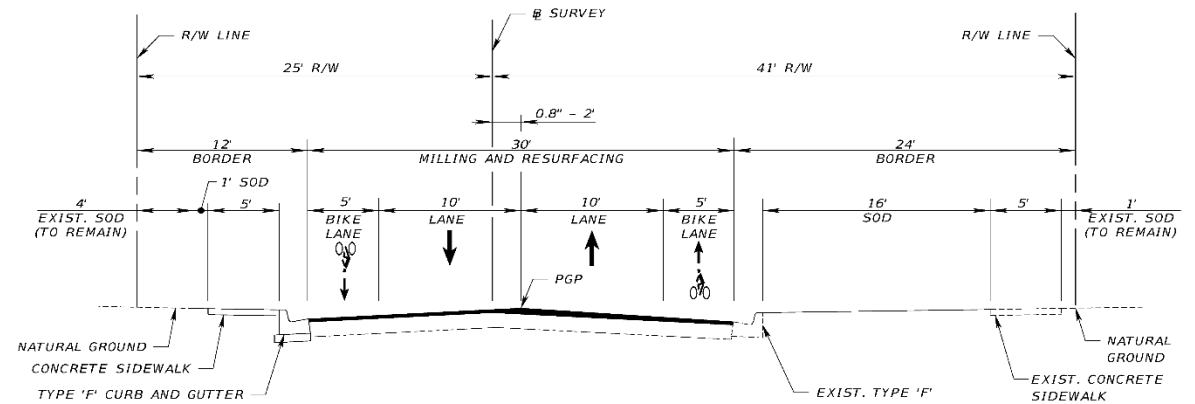 ℄ SURVEY
R/W LINE
R/W LINE
25' R/W
41' R/W
0.8" - 2'
12'
BORDER
30'
MILLING AND RESURFACING
24'
BORDER
1' SOD
4'
EXIST. SOD
(TO REMAIN)
5'
5'
BIKE
LANE
10'
LANE
10'
LANE
5'
BIKE
LANE
16'
SOD
5'
1'
EXIST. SOD
(TO REMAIN)
PGP
NATURAL GROUND
CONCRETE SIDEWALK
TYPE 'F' CURB AND GUTTER
EXIST. TYPE 'F'
EXIST. CONCRETE
SIDEWALK
NATURAL
GROUND